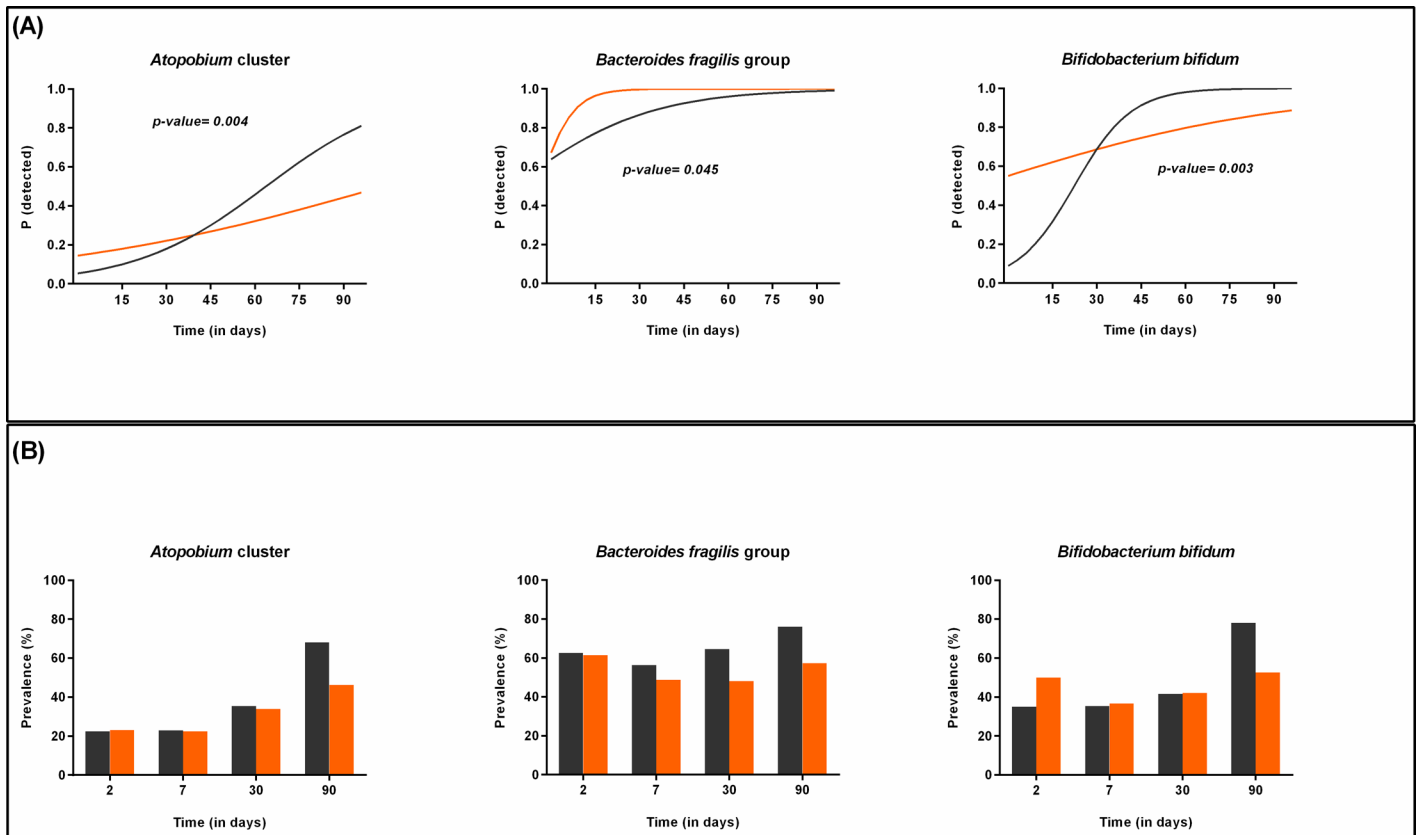 (A)
Atopobium cluster
1.0
0.8
0.6
0.4
0.2
0.0
P (detected)
p-value= 0.004
15 30 45 60 75 90
Time (in days)
Bacteroides fragilis group
1.0
0.8
0.6
0.4
0.2
0.0
P (detected)
p-value= 0.045
15 30 45 60 75 90
Time (in days)
Bifidobacterium bifidum
1.0
0.8
0.6
0.4
0.2
0.0
P (detected)
p-value= 0.003
15 30 45 60 75 90
Time (in days)
(B)
Atopobium cluster
100
80
60
40
20
0
Prevalence (%)
2 7 30 90
Time (in days)
Bacteroides fragilis group
100
80
60
40
20
0
Prevalence (%)
2 7 30 90
Time (in days)
Bifidobacterium bifidum
100
80
60
40
20
0
Prevalence (%)
2 7 30 90
Time (in days)